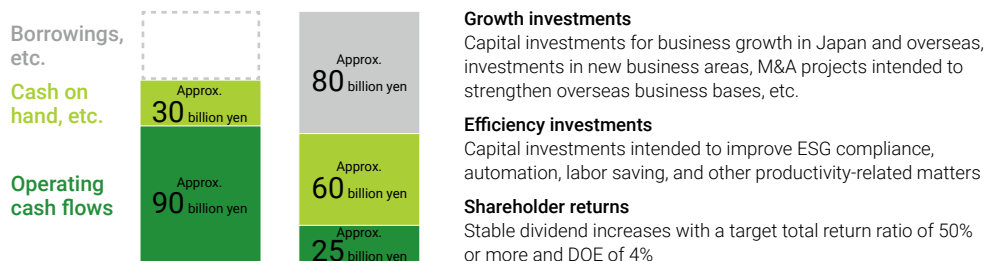 Borrowings,
etc.
Cash on
hand, etc.
Operating
cash flows
Approx.
30 billion yen
Approx.
90 billion yen
Approx.
80 billion yen
Approx.
60 billion yen
Approx.
25 billion yen
Growth investments
Capital investments for business growth in Japan and overseas,
investments in new business areas, M&A projects intended to
strengthen overseas business bases, etc.
Efficiency investments
Capital investments intended to improve ESG compliance,
automation, labor saving, and other productivity-related matters
Shareholder returns
Stable dividend increases with a target total return ratio of 50%
or more and DOE of 4%